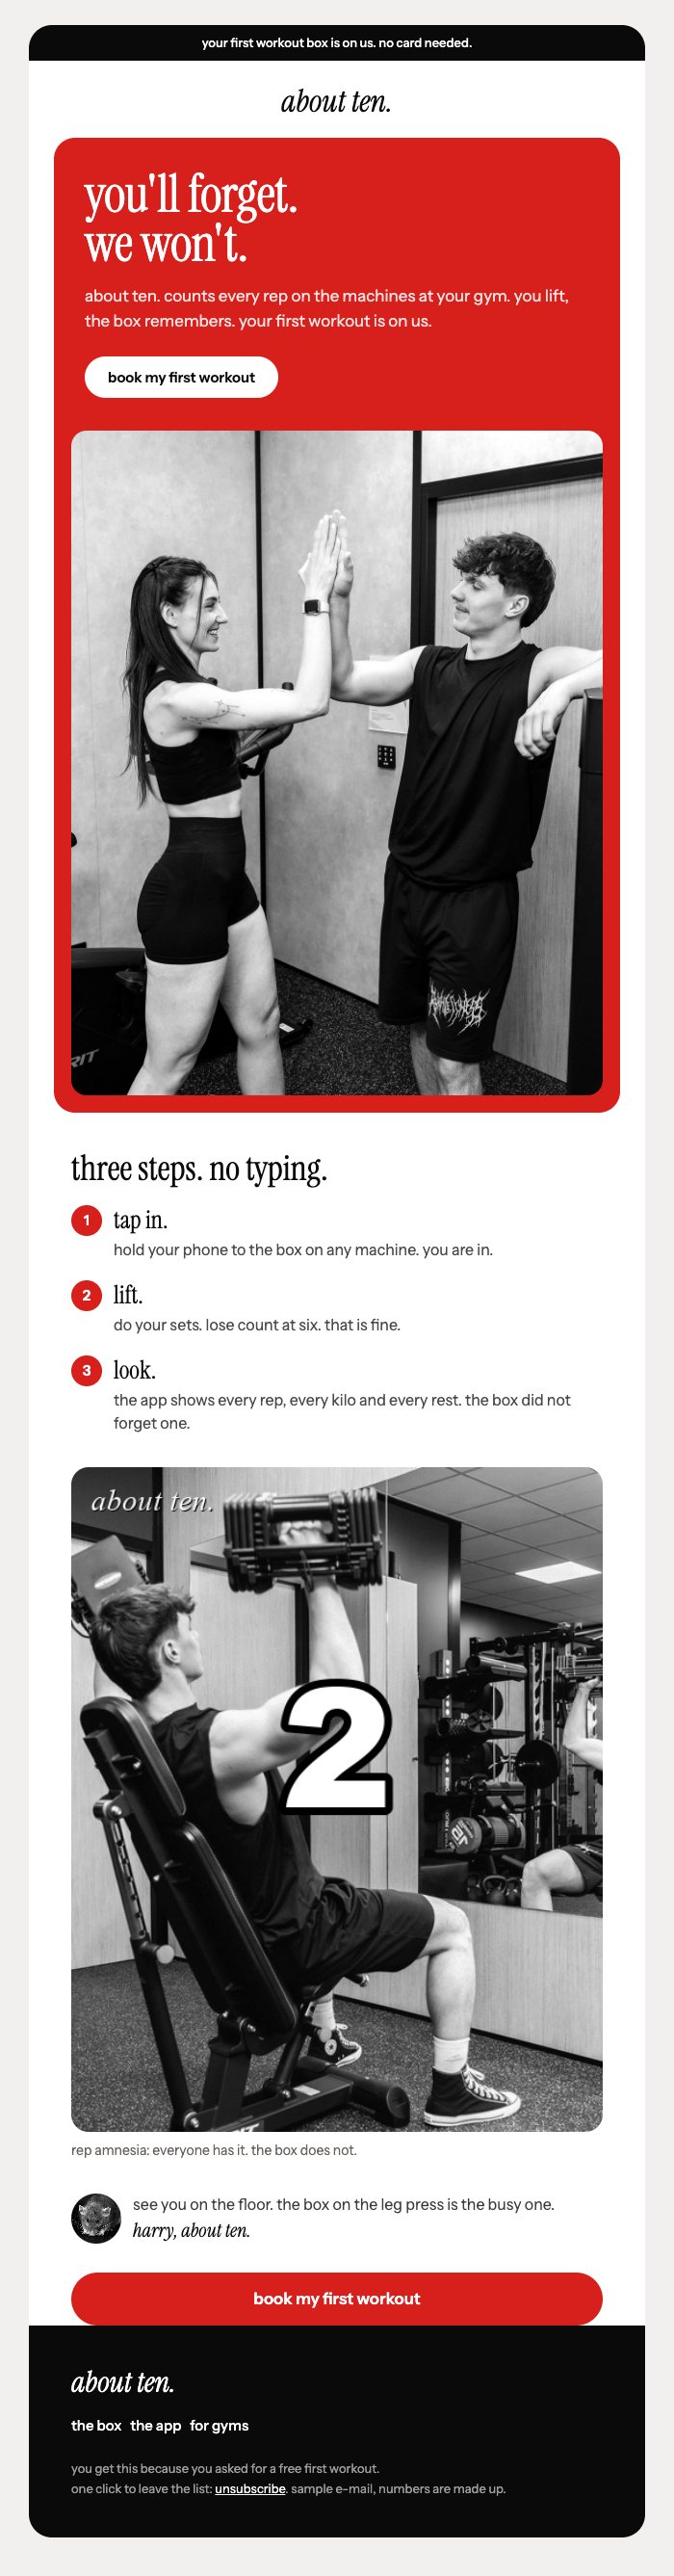 your first workout box is on us. no card needed.
about ten.
you'll forget.
we won't.
about ten. counts every rep on the machines at your gym. you lift,
the box remembers. your first workout is on us.
book my first workout
RIT
three steps. no typing.
1 tap in.
hold your phone to the box on any machine. you are in.
2 lift.
do your sets. lose count at six. that is fine.
3 look.
the app shows every rep, every kilo and every rest. the box did not
forget one.
about ten.
2
rep amnesia: everyone has it. the box does not.
see you on the floor. the box on the leg press is the busy one.
harry, about ten.
book my first workout
about ten.
the box the app for gyms
you get this because you asked for a free first workout.
one click to leave the list: unsubscribe. sample e-mail, numbers are made up.